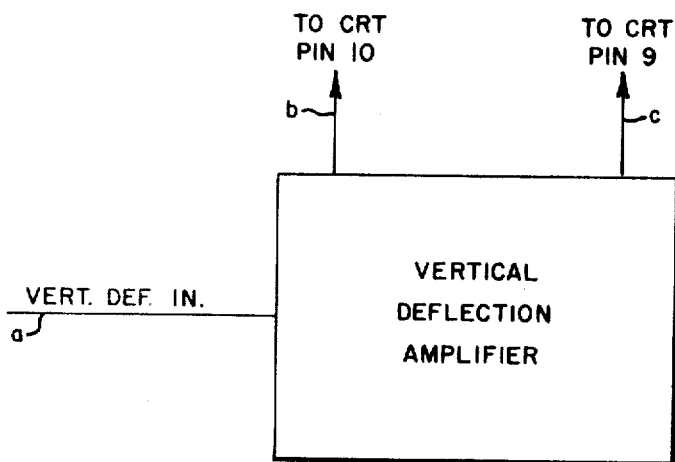 TO CRT
PIN 10
TO CRT
PIN 9
b
c
VERT. DEF. IN.
a
VERTICAL
DEFLECTION
AMPLIFIER